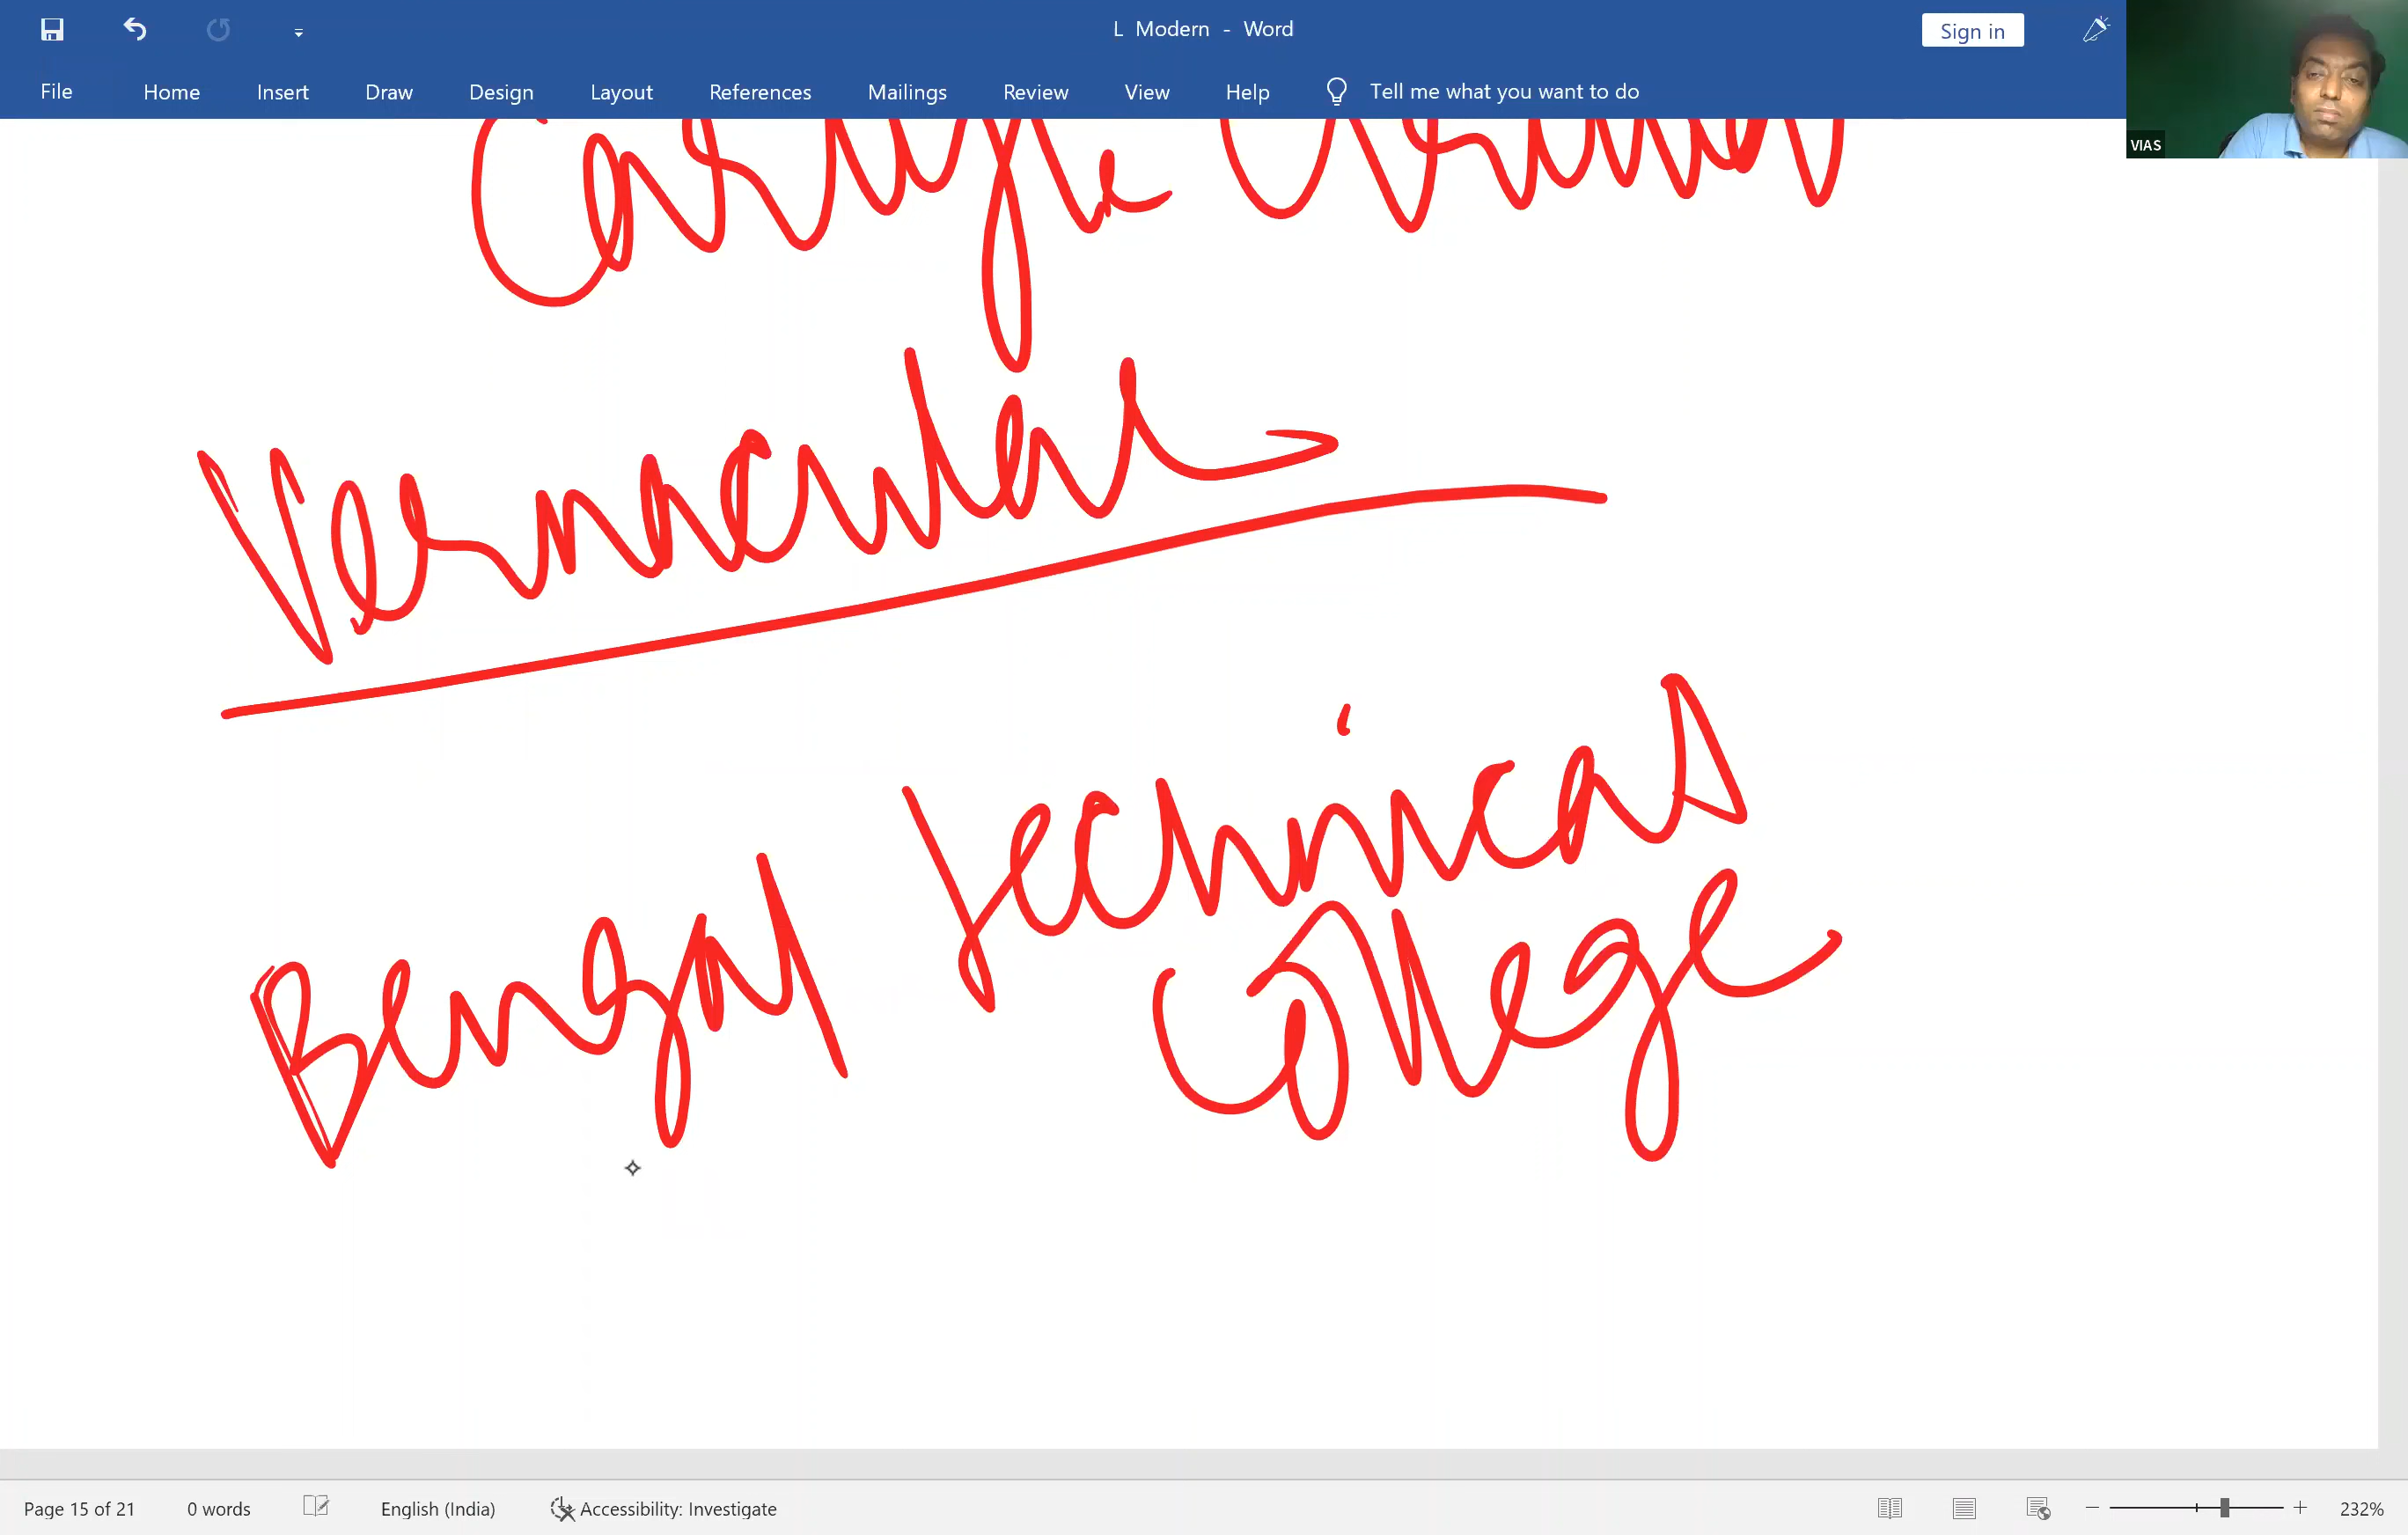 L Modern - Word
Sign in
File Home Insert Draw Design Layout References Mailings Review View Help Tell me what you want to do
VIAS
Carlyle Circular
Vernacular
Bengal Technical
College
Page 15 of 21 0 words English (India) Accessibility: Investigate 232%